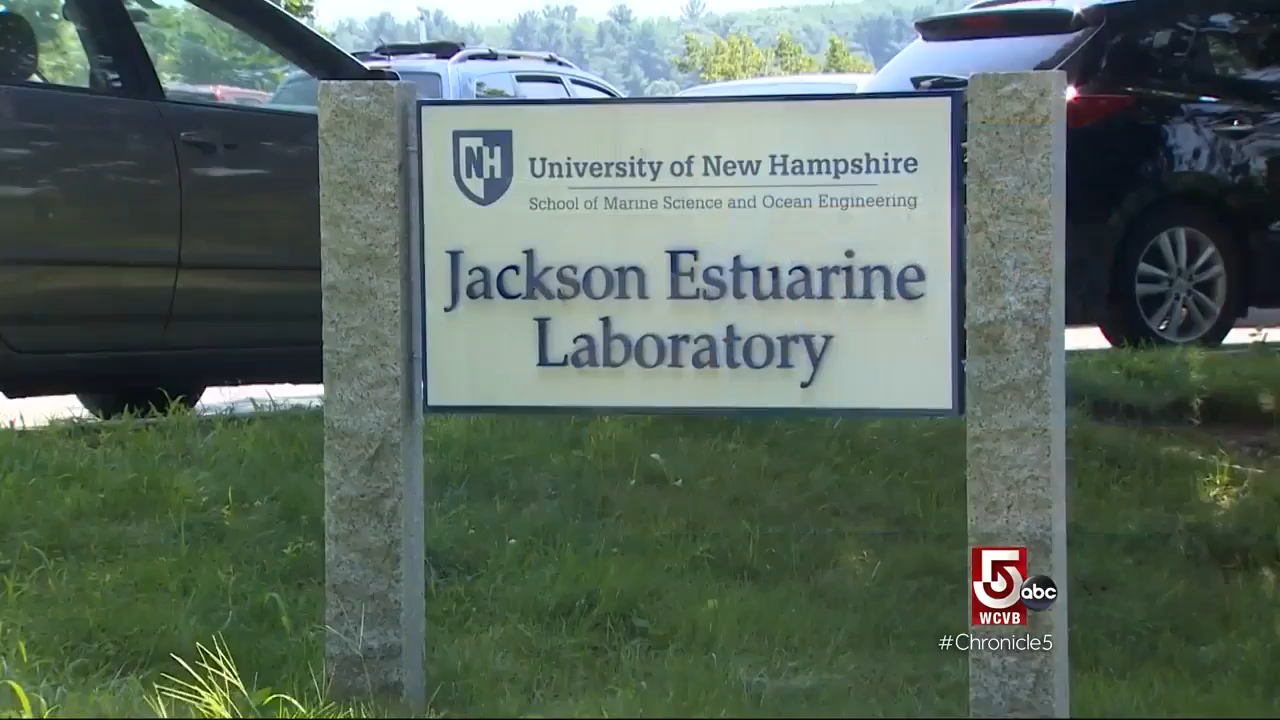 NH
University of New Hampshire
School of Marine Science and Ocean Engineering
Jackson Estuarine
Laboratory
5
abc
WCVB
#Chronicle5